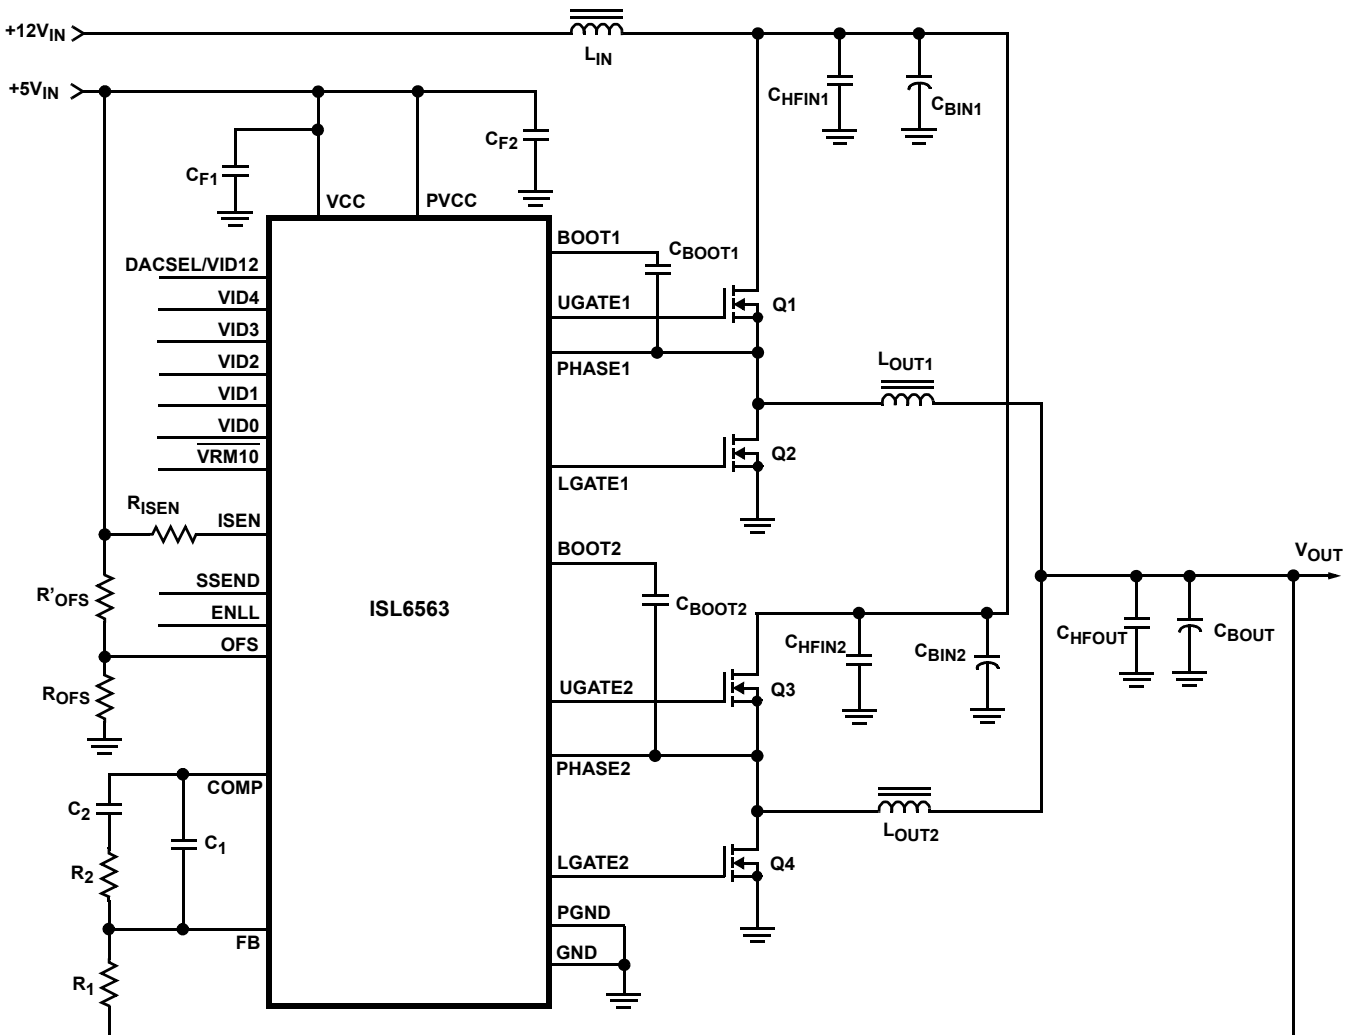 +12VIN
LIN
+5VIN
CHFIN1
CBIN1
CF2
CF1
VCC
PVCC
BOOT1
CBOOT1
DACSEL/VID12
VID4
UGATE1
Q1
VID3
VID2
PHASE1
LOUT1
VID1
VID0
VRM10
Q2
LGATE1
RISEN
ISEN
BOOT2
VOUT
SSEND
R'OFS
ISL6563
CBOOT2
ENLL
OFS
CHFIN2
CBIN2
CHFOUT
CBOUT
ROFS
UGATE2
Q3
PHASE2
COMP
C2
C1
LOUT2
R2
LGATE2
Q4
PGND
FB
GND
R1